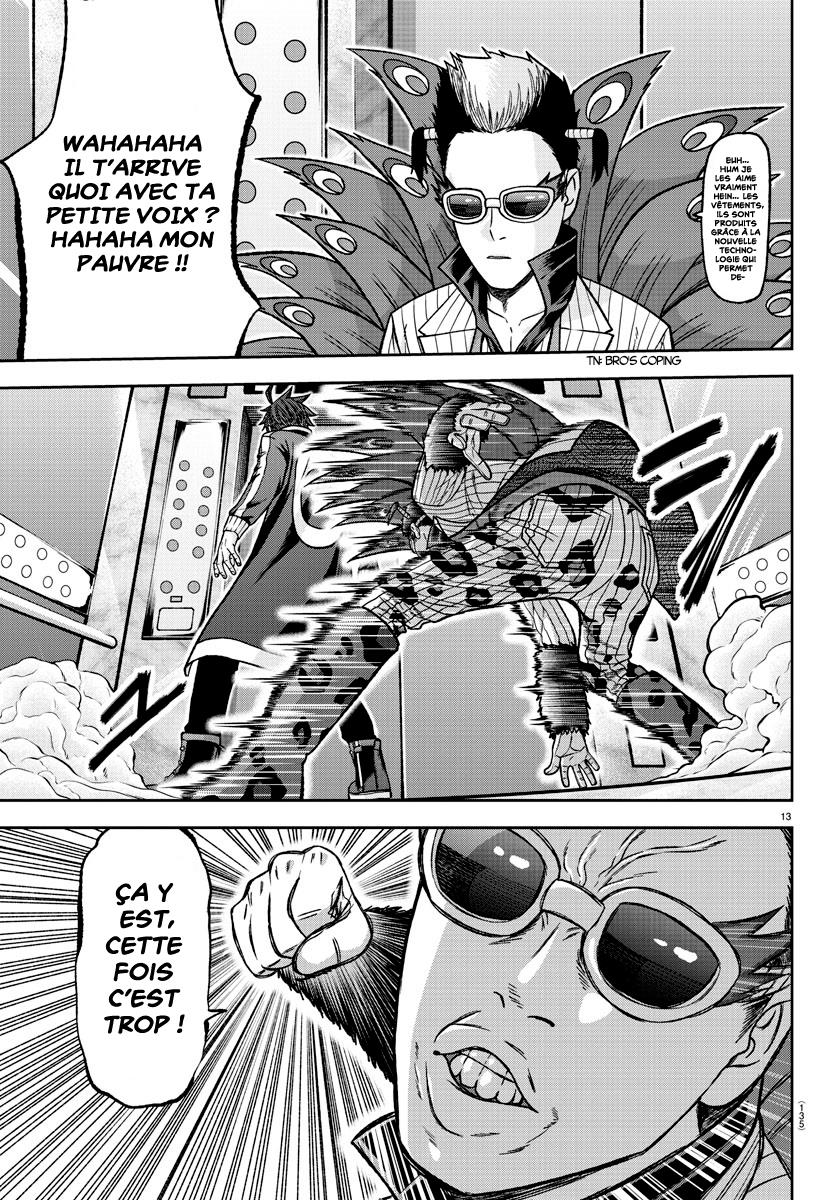 EUH...
HUM JE
LES AIME
VRAIMENT
HEIN... LES
VÊTEMENTS,
ILS SONT
PRODUITS
GRÂCE À LA
NOUVELLE
TECHNO-
LOGIE QUI
PERMET
DE-
WAHAHAHA
IL T'ARRIVE
QUOI AVEC TA
PETITE VOIX ?
HAHAHA MON
PAUVRE !!
TN: BRO'S COPING
13
ÇA Y
EST,
CETTE
FOIS
C'EST
TROP !
(135)